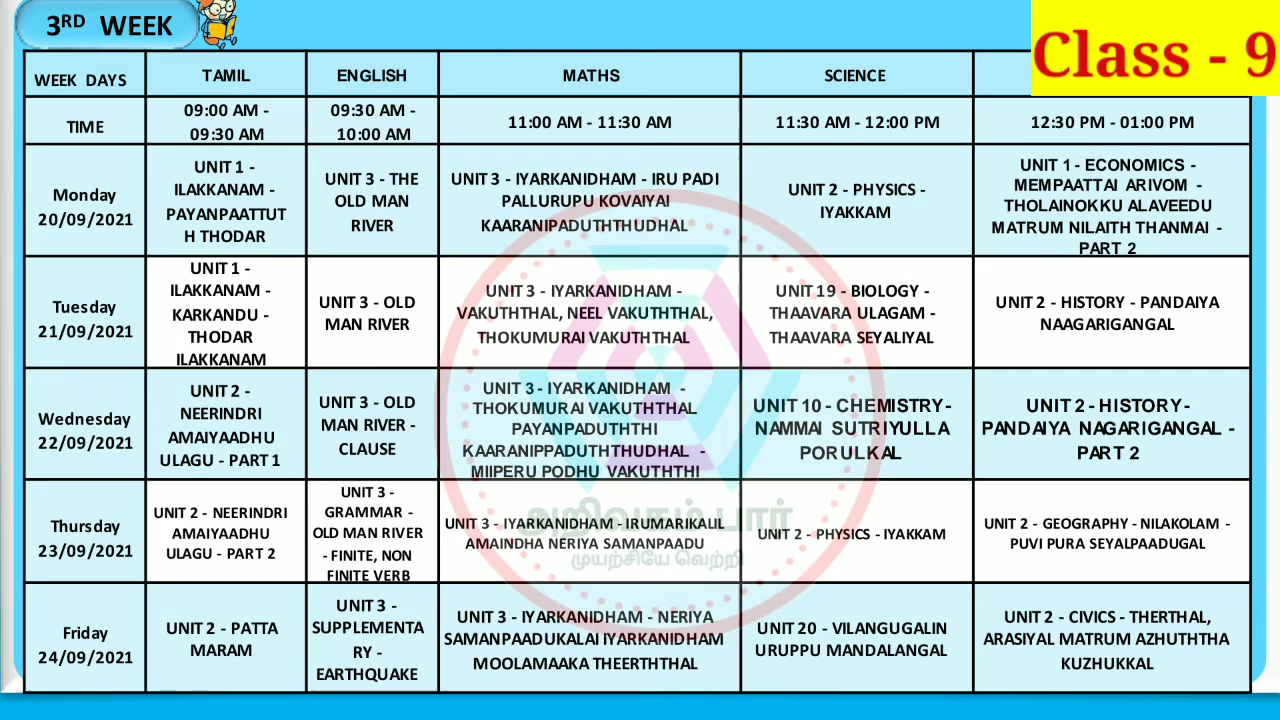 3RD WEEK
Class - 9
WEEK DAYS
TAMIL
ENGLISH
MATHS
SCIENCE
TIME
09:00 AM -
09:30 AM
09:30 AM -
10:00 AM
11:00 AM - 11:30 AM
11:30 AM - 12:00 PM
12:30 PM - 01:00 PM
Monday
20/09/2021
UNIT 1 -
ILAKKANAM -
PAYANPAATTUT
H THODAR
UNIT 3 - THE
OLD MAN
RIVER
UNIT 3 - IYARKANIDHAM - IRU PADI
PALLURUPU KOVAIYAI
KAARANIPADUTHTHUDHAL
UNIT 2 - PHYSICS -
IYAKKAM
UNIT 1 - ECONOMICS -
MEMPAATTAI ARIVOM -
THOLAINOKKU ALAVEEDU
MATRUM NILAITH THANMAI -
PART 2
Tuesday
21/09/2021
UNIT 1 -
ILAKKANAM -
KARKANDU -
THODAR
ILAKKANAM
UNIT 3 - OLD
MAN RIVER
UNIT 3 - IYARKANIDHAM -
VAKUTHTHAL, NEEL VAKUTHTHAL,
THOKUMURAI VAKUTHTHAL
UNIT 19 - BIOLOGY -
THAAVARA ULAGAM -
THAAVARA SEYALIYAL
UNIT 2 - HISTORY - PANDAIYA
NAAGARIGANGAL
Wednesday
22/09/2021
UNIT 2 -
NEERINDRI
AMAIYAADHU
ULAGU - PART 1
UNIT 3 - OLD
MAN RIVER -
CLAUSE
UNIT 3 - IYARKANIDHAM -
THOKUMURAI VAKUTHTHAL
PAYANPADUTHTHI
KAARANIPPADUTHTHUDHAL -
MIIPERU PODHU VAKUTHTHI
UNIT 10 - CHEMISTRY-
NAMMAI SUTRIYULLA
PORULKAL
UNIT 2 - HISTORY-
PANDAIYA NAGARIGANGAL -
PART 2
Thursday
23/09/2021
UNIT 2 - NEERINDRI
AMAIYAADHU
ULAGU - PART 2
UNIT 3 -
GRAMMAR -
OLD MAN RIVER
- FINITE, NON
FINITE VERB
UNIT 3 - IYARKANIDHAM - IRUMARIKALIL
AMAINDHA NERIYA SAMANPAADU
UNIT 2 - PHYSICS - IYAKKAM
UNIT 2 - GEOGRAPHY - NILAKOLAM -
PUVI PURA SEYALPAADUGAL
அறிவகம் பார்
முயற்சியே வெற்றி
Friday
24/09/2021
UNIT 2 - PATTA
MARAM
UNIT 3 -
SUPPLEMENTA
RY -
EARTHQUAKE
UNIT 3 - IYARKANIDHAM - NERIYA
SAMANPAADUKALAI IYARKANIDHAM
MOOLAMAAKA THEERTHTHAL
UNIT 20 - VILANGUGALIN
URUPPU MANDALANGAL
UNIT 2 - CIVICS - THERTHAL,
ARASIYAL MATRUM AZHUTHTHA
KUZHUKKAL